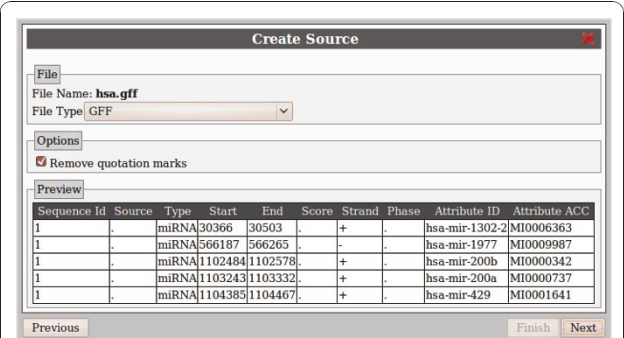 Create Source
File
File Name: hsa.gff
File Type GFF
Options
Remove quotation marks
Preview
Sequence Id Source Type Start End Score Strand Phase Attribute ID Attribute ACC
1 . miRNA 30366 30503 . + . hsa-mir-1302-2 MI0006363
1 . miRNA 566187 566265 . - . hsa-mir-1977 MI0009987
1 . miRNA 1102484 1102578 . + . hsa-mir-200b MI0000342
1 . miRNA 1103243 1103332 . + . hsa-mir-200a MI0000737
1 . miRNA 1104385 1104467 . + . hsa-mir-429 MI0001641
Previous Finish Next